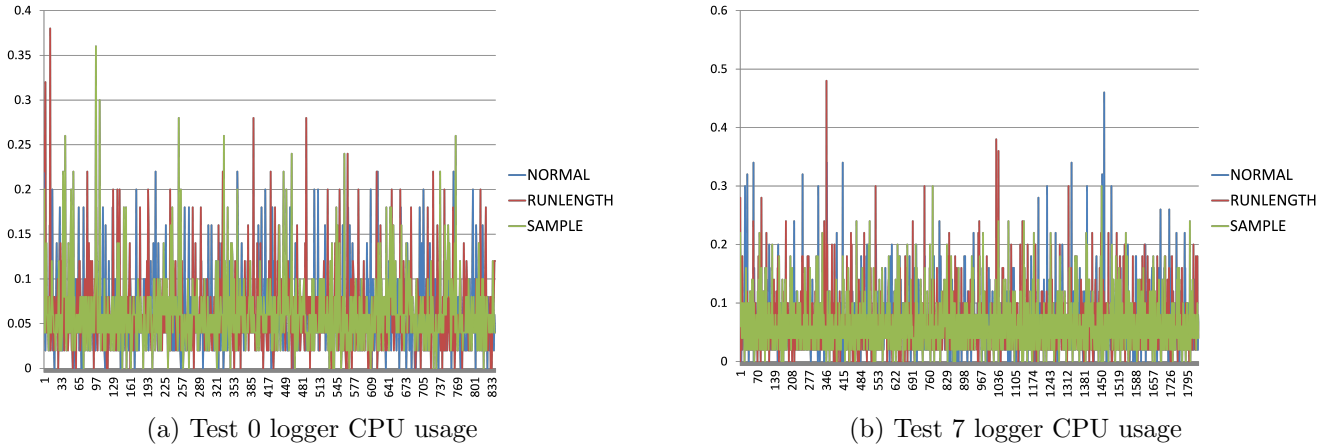 0.4
0.35
0.3
0.25
0.2
0.15
0.1
0.05
0
1 33 65 97 129 161 193 225 257 289 321 353 385 417 449 481 513 545 577 609 641 673 705 737 769 801 833
NORMAL
RUNLENGTH
SAMPLE
(a) Test 0 logger CPU usage
0.6
0.5
0.4
0.3
0.2
0.1
0
1 70 139 208 277 346 415 484 553 622 691 760 829 898 967 1036 1105 1174 1243 1312 1381 1450 1519 1588 1657 1726 1795
NORMAL
RUNLENGTH
SAMPLE
(b) Test 7 logger CPU usage